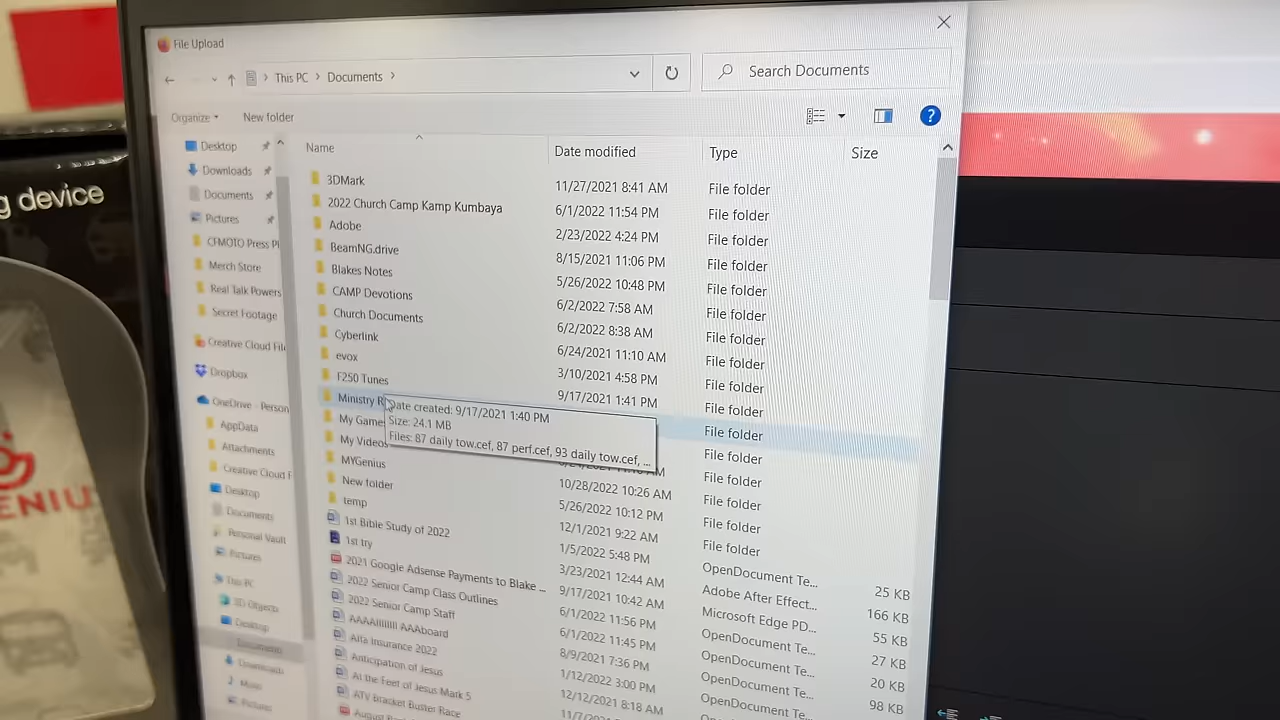 File Upload
This PC > Documents >
Search Documents
Organize
New folder
g device
ENIUS
Desktop
Downloads
Documents
Pictures
CFMOTO Press P
Merch Store
Real Talk Powers
Secret Footage
Creative Cloud Fil
Dropbox
OneDrive - Person
AppData
Attachments
Creative Cloud F
Desktop
Documents
Personal Vault
Pictures
This PC
3D Objects
Desktop
Documents
Downloads
Music
Pictures
Name Date modified Type Size
3DMark 11/27/2021 8:41 AM File folder
2022 Church Camp Kamp Kumbaya 6/1/2022 11:54 PM File folder
Adobe 2/23/2022 4:24 PM File folder
BeamNG.drive 8/15/2021 11:06 PM File folder
Blakes Notes 5/26/2022 10:48 PM File folder
CAMP Devotions 6/2/2022 7:58 AM File folder
Church Documents 6/2/2022 8:38 AM File folder
Cyberlink 6/24/2021 11:10 AM File folder
evox 3/10/2021 4:58 PM File folder
F250 Tunes 9/17/2021 1:41 PM File folder
Ministry R File folder
Date created: 9/17/2021 1:40 PM
Size: 24.1 MB
Files: 87 daily tow.cef, 87 perf.cef, 93 daily tow.cef, ...
My Game File folder
My Videos File folder
MYGenius 10/28/2022 10:26 AM File folder
New folder 5/26/2022 10:12 PM File folder
temp 12/1/2021 9:22 AM File folder
1st Bible Study of 2022 1/5/2022 5:48 PM OpenDocument Te... 25 KB
1st try 3/23/2021 12:44 AM Adobe After Effect... 166 KB
2021 Google Adsense Payments to Blake ... 9/17/2021 10:42 AM Microsoft Edge PD... 55 KB
2022 Senior Camp Class Outlines 6/1/2022 11:56 PM OpenDocument Te... 27 KB
2022 Senior Camp Staff 6/1/2022 11:45 PM OpenDocument Te... 20 KB
8/9/2021 7:36 PM OpenDocument Te... 98 KB
Alfa Insurance 2022 1/12/2022 3:00 PM
Anticipation of Jesus 12/12/2021 8:18 AM
At the Feet of Jesus Mark 5
ATV Bracket Buster Race